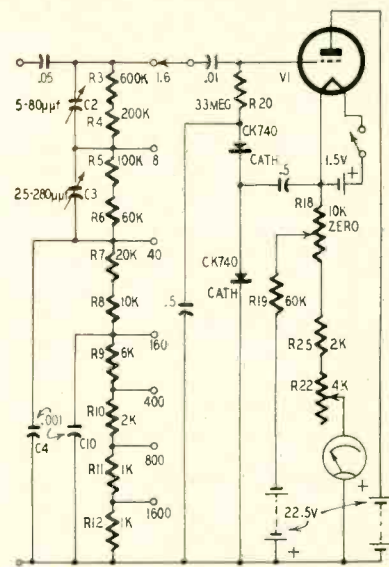 .05
R3
600K
1.6
.01
V1
5-80μμf
C2
R4
200K
33MEG
R20
CK740
CATH
R5
100K
8
25-280μμf
C3
R6
60K
.5
1.5V
+
R18
10K
ZERO
R7
20K
40
CK740
CATH
R19
60K
R8
10K
.5
R9
6K
160
R25
2K
R10
2K
400
R22
4K
.001
C4
C10
800
R11
1K
1600
R12
1K
22.5V
+
+